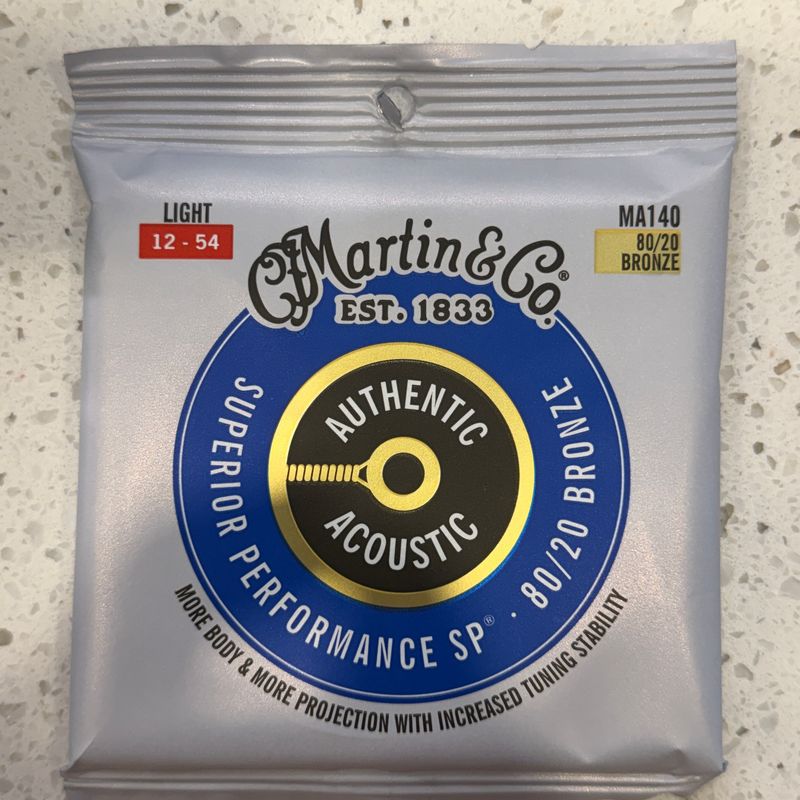 LIGHT
12 - 54
MA140
80/20
BRONZE
CF Martin & Co.®
EST. 1833
AUTHENTIC
ACOUSTIC
SUPERIOR PERFORMANCE SP® · 80/20 BRONZE
MORE BODY & MORE PROJECTION WITH INCREASED TUNING STABILITY